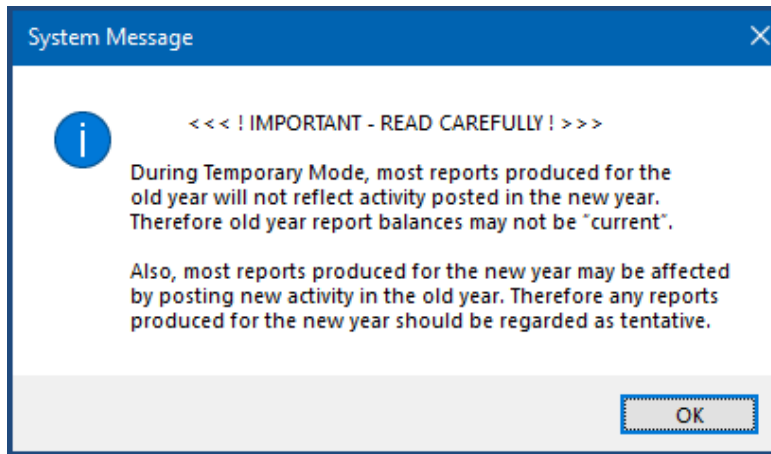 System Message
< < < ! IMPORTANT - READ CAREFULLY ! > > >
During Temporary Mode, most reports produced for the
old year will not reflect activity posted in the new year.
Therefore old year report balances may not be "current".
Also, most reports produced for the new year may be affected
by posting new activity in the old year. Therefore any reports
produced for the new year should be regarded as tentative.
OK